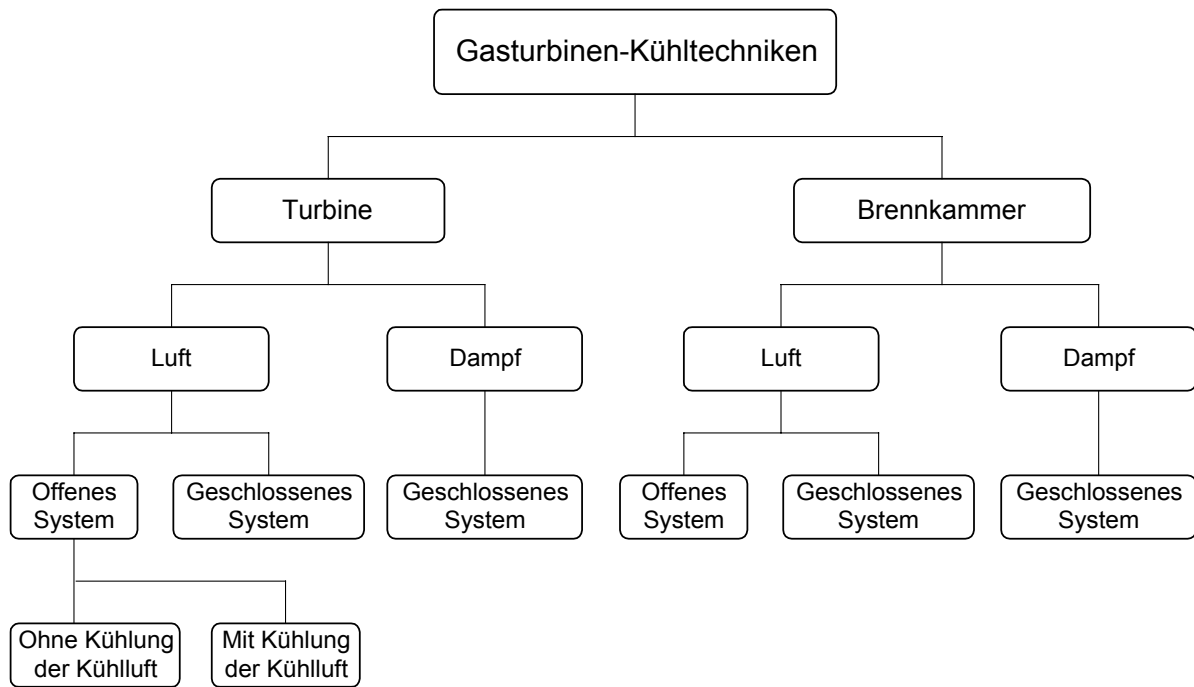 Gasturbinen-Kühltechniken
Turbine
Brennkammer
Luft
Dampf
Luft
Dampf
Offenes
System
Geschlossenes
System
Geschlossenes
System
Offenes
System
Geschlossenes
System
Geschlossenes
System
Ohne Kühlung
der Kühlluft
Mit Kühlung
der Kühlluft